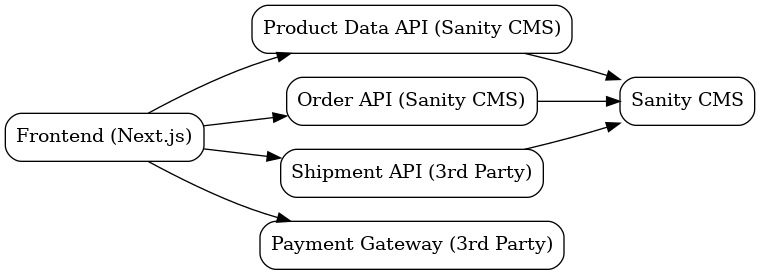 Product Data API (Sanity CMS)
Order API (Sanity CMS)
Sanity CMS
Frontend (Next.js)
Shipment API (3rd Party)
Payment Gateway (3rd Party)